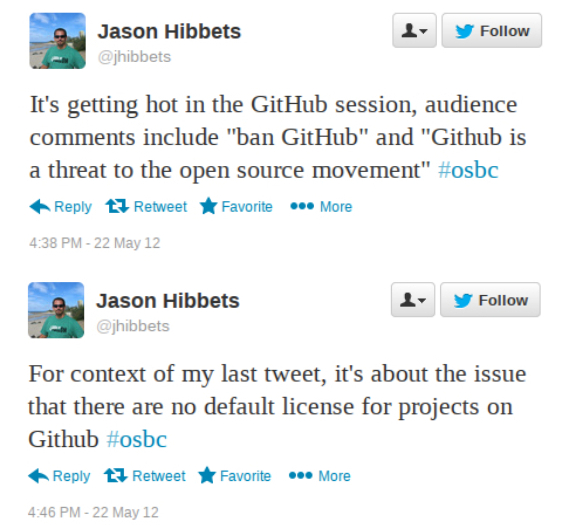 Jason Hibbets
@jhibbets
Follow
It's getting hot in the GitHub session, audience
comments include "ban GitHub" and "Github is
a threat to the open source movement" #osbc
Reply Retweet Favorite More
4:38 PM - 22 May 12
Jason Hibbets
@jhibbets
Follow
For context of my last tweet, it's about the issue
that there are no default license for projects on
Github #osbc
Reply Retweet Favorite More
4:46 PM - 22 May 12